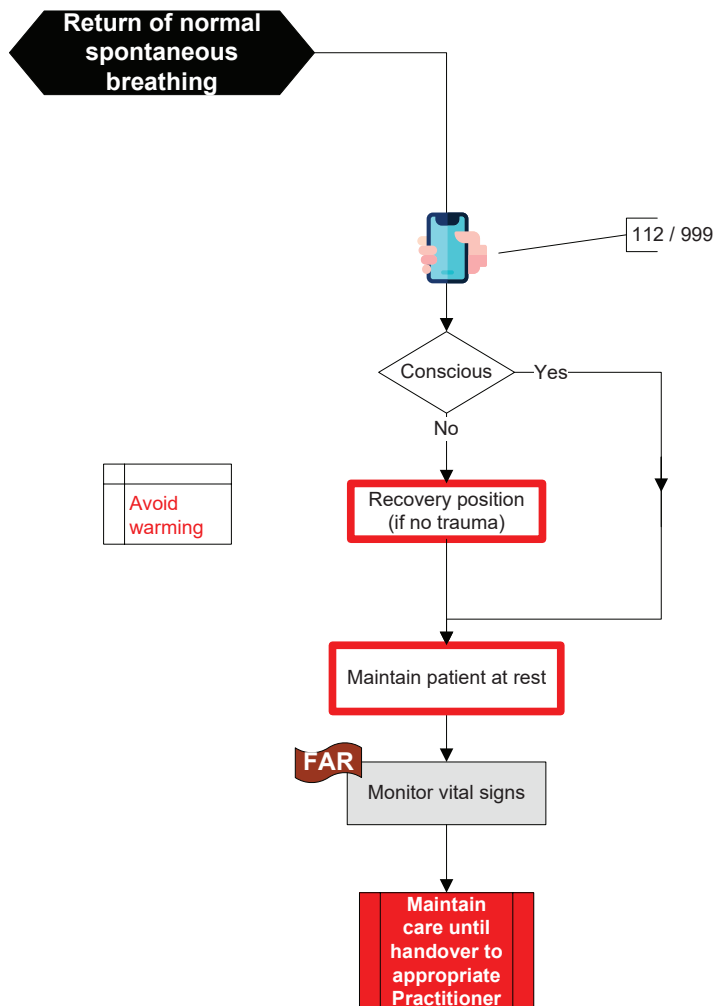 Return of normal
spontaneous
breathing
112 / 999
Conscious
Yes
No
Avoid
warming
Recovery position
(if no trauma)
Maintain patient at rest
FAR
Monitor vital signs
Maintain
care until
handover to
appropriate
Practitioner